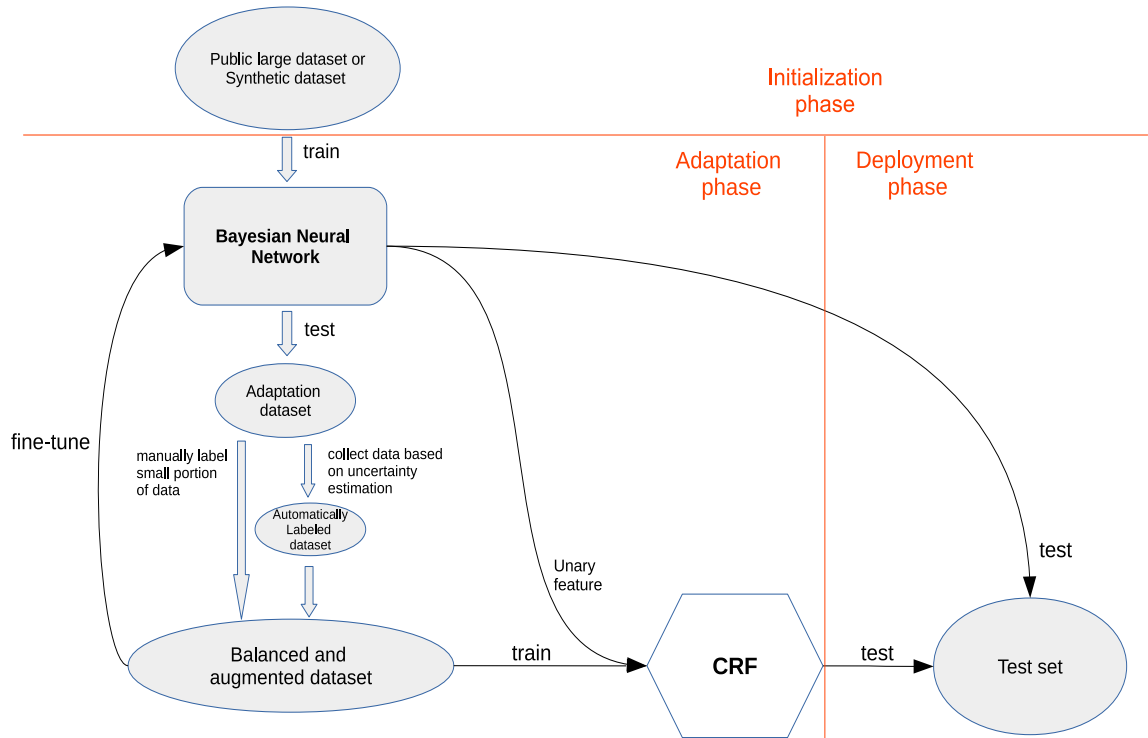 Public large dataset or
Synthetic dataset
Initialization
phase
train
Adaptation
phase
Deployment
phase
Bayesian Neural
Network
test
Adaptation
dataset
fine-tune
manually label
small portion
of data
collect data based
on uncertainty
estimation
Automatically
Labeled
dataset
Unary
feature
test
Balanced and
augmented dataset
train
CRF
test
Test set